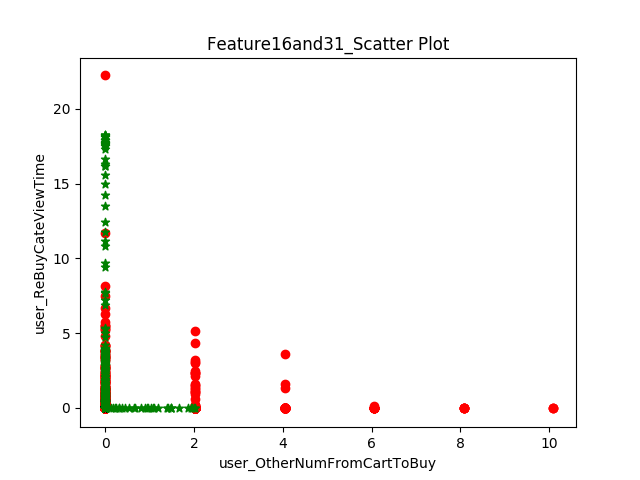 Feature16and31_Scatter Plot
20
15
10
5
0
user_ReBuyCateViewTime
0 2 4 6 8 10
user_OtherNumFromCartToBuy